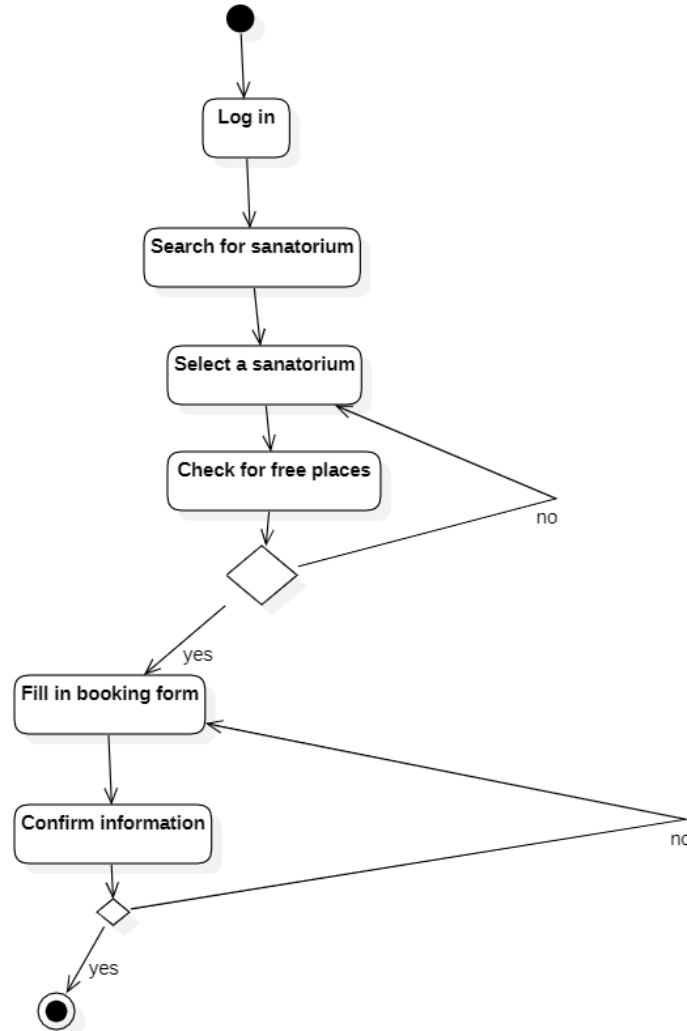 Log in
Search for sanatorium
Select a sanatorium
Check for free places
no
yes
Fill in booking form
Confirm information
no
yes